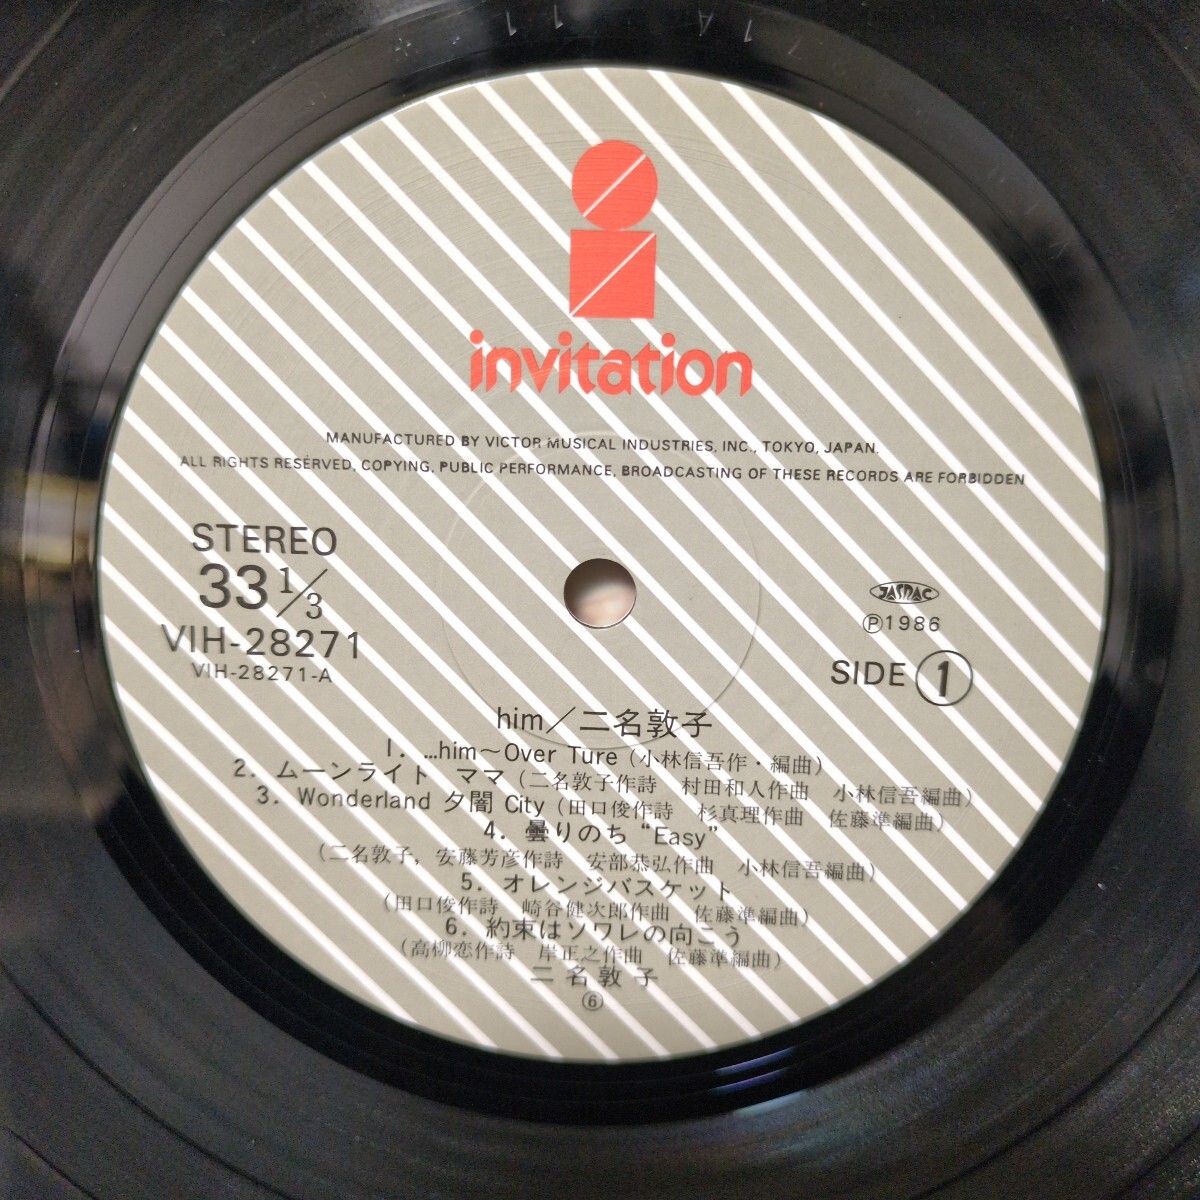 invitation
MANUFACTURED BY VICTOR MUSICAL INDUSTRIES, INC., TOKYO, JAPAN.
ALL RIGHTS RESERVED, COPYING, PUBLIC PERFORMANCE, BROADCASTING OF THESE RECORDS ARE FORBIDDEN
STEREO
33 1/3
VIH-28271
VIH-28271-A
JASRAC
Ⓟ1986
SIDE 1
him／二名敦子
1. …him～Over Ture (小林信吾作・編曲)
2. ムーンライト ママ (二名敦子作詩 村田和人作曲 小林信吾編曲)
3. Wonderland 夕闇 City (田口俊作詩 杉真理作曲 佐藤準編曲)
4. 曇りのち “Easy”
(二名敦子, 安藤芳彦作詩 安部恭弘作曲 小林信吾編曲)
5. オレンジバスケット
(田口俊作詩 崎谷健次郎作曲 佐藤準編曲)
6. 約束はソワレの向こう
(高柳恋作詩 岸正之作曲 佐藤準編曲)
二名敦子
⑥